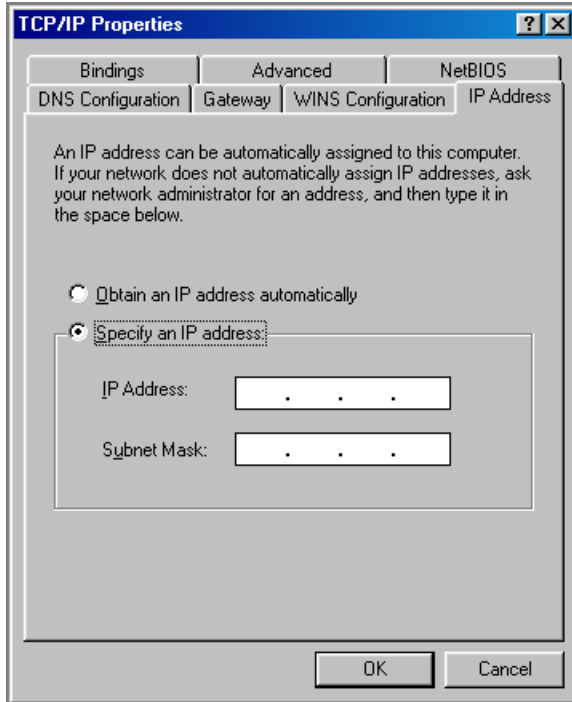 TCP/IP Properties
Bindings Advanced NetBIOS
DNS Configuration Gateway WINS Configuration IP Address
An IP address can be automatically assigned to this computer.
If your network does not automatically assign IP addresses, ask
your network administrator for an address, and then type it in
the space below.
Obtain an IP address automatically
Specify an IP address:
IP Address: . . .
Subnet Mask: . . .
OK Cancel